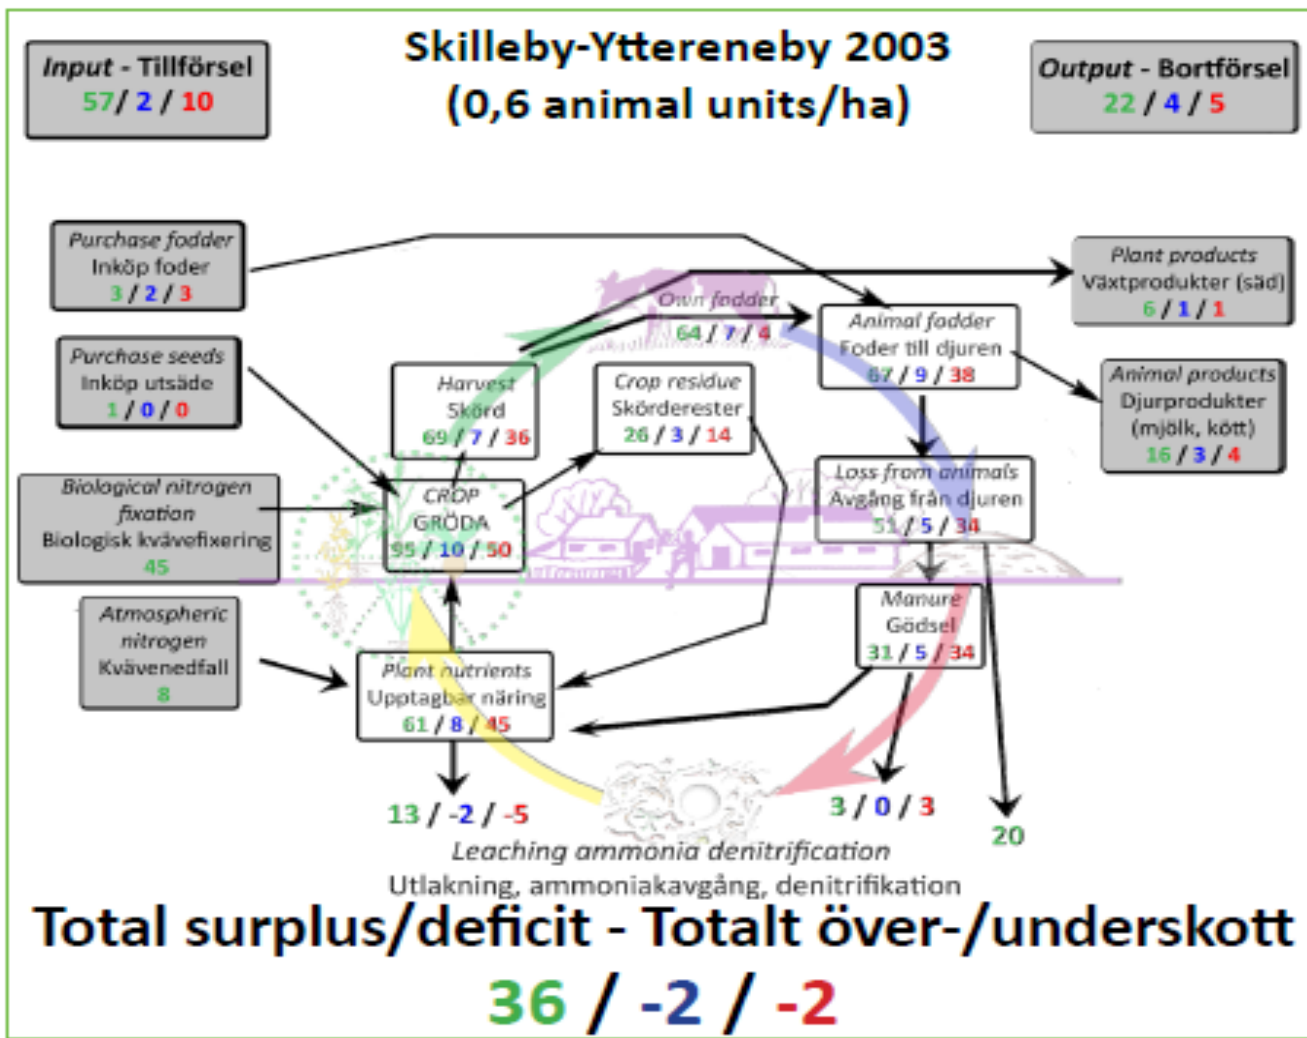 Skilleby-Yttereneby 2003
(0,6 animal units/ha)
Input - Tillförsel
57/ 2 / 10
Output - Bortförsel
22 / 4 / 5
Purchase fodder
Inköp foder
3 / 2 / 3
Plant products
Växtprodukter (säd)
6 / 1 / 1
Own fodder
64 / 7 / 4
Animal fodder
Foder till djuren
67 / 9 / 38
Purchase seeds
Inköp utsäde
1 / 0 / 0
Harvest
Skörd
69 / 7 / 36
Crop residue
Skörderester
26 / 3 / 14
Animal products
Djurprodukter
(mjölk, kött)
16 / 3 / 4
Biological nitrogen
fixation
Biologisk kvävefixering
45
CROP
GRÖDA
95 / 10 / 50
Loss from animals
Avgång från djuren
51 / 5 / 34
Atmospheric
nitrogen
Kvävenedfall
8
Manure
Gödsel
31 / 5 / 34
Plant nutrients
Upptagbar näring
61 / 8 / 45
13 / -2 / -5
3 / 0 / 3
20
Leaching ammonia denitrification
Utlakning, ammoniakavgång, denitrifikation
Total surplus/deficit - Totalt över-/underskott
36 / -2 / -2